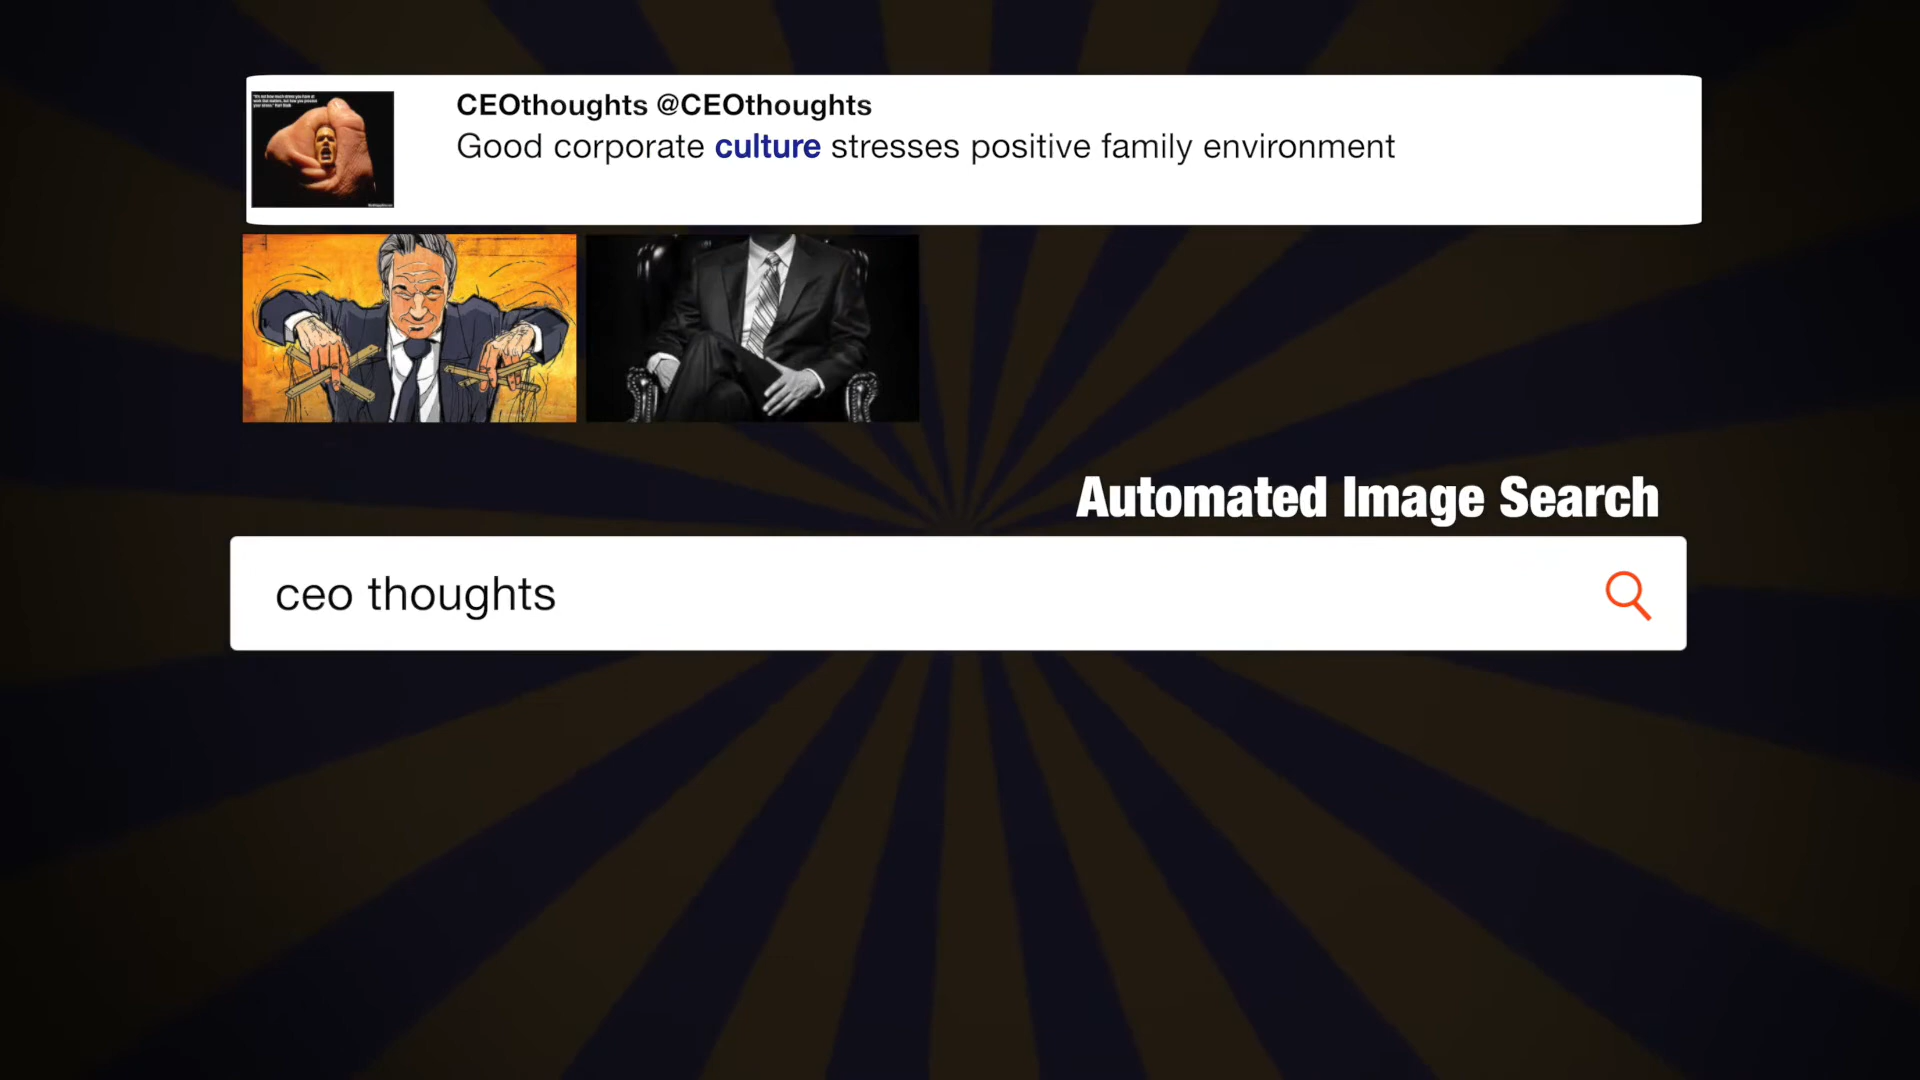 CEOthoughts @CEOthoughts
Good corporate culture stresses positive family environment
Automated Image Search
ceo thoughts